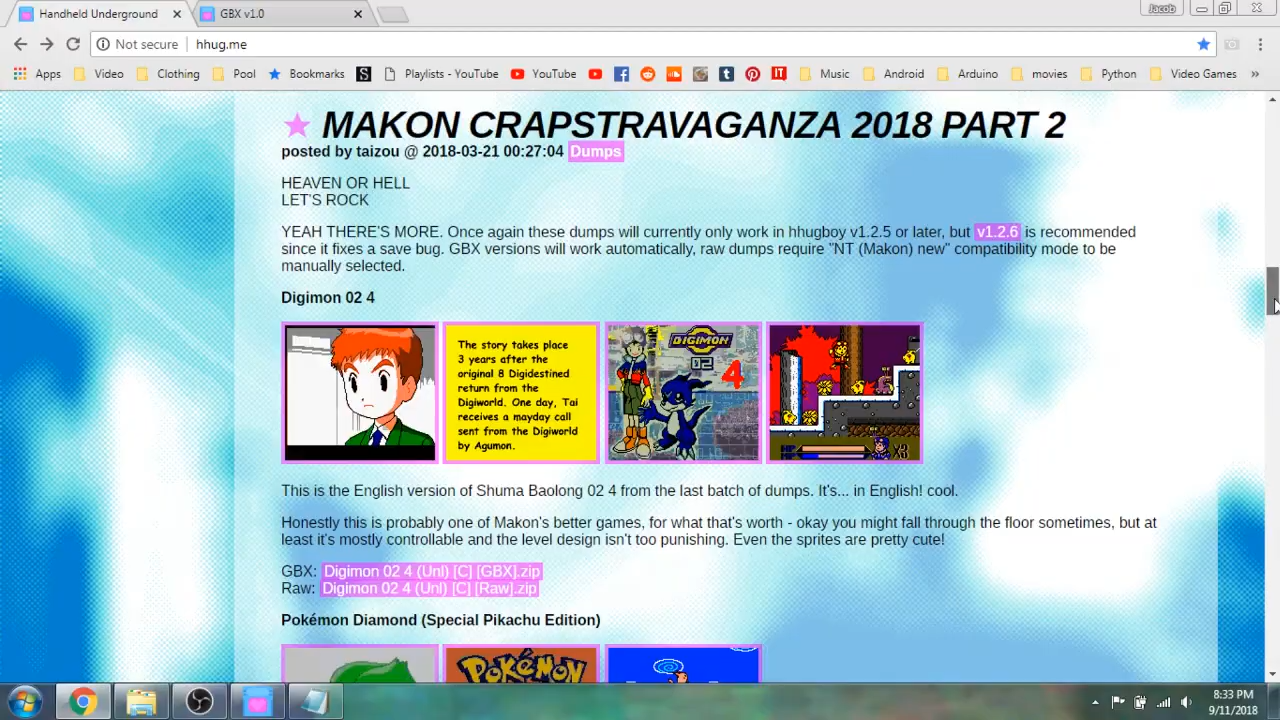 Handheld Underground
GBX v1.0
Jacob
Not secure
hhug.me
Apps
Video
Clothing
Pool
Bookmarks
S
Playlists - YouTube
YouTube
IT
Music
Android
Arduino
movies
Python
Video Games
»
MAKON CRAPSTRAVAGANZA 2018 PART 2
posted by taizou @ 2018-03-21 00:27:04 Dumps
HEAVEN OR HELL
LET'S ROCK
YEAH THERE'S MORE. Once again these dumps will currently only work in hhugboy v1.2.5 or later, but v1.2.6 is recommended
since it fixes a save bug. GBX versions will work automatically, raw dumps require "NT (Makon) new" compatibility mode to be
manually selected.
Digimon 02 4
The story takes place
3 years after the
original 8 Digidestined
return from the
Digiworld. One day, Tai
receives a mayday call
sent from the Digiworld
by Agumon.
DIGIMON
02
4
X3
This is the English version of Shuma Baolong 02 4 from the last batch of dumps. It's... in English! cool.
Honestly this is probably one of Makon's better games, for what that's worth - okay you might fall through the floor sometimes, but at
least it's mostly controllable and the level design isn't too punishing. Even the sprites are pretty cute!
GBX: Digimon 02 4 (Unl) [C] [GBX].zip
Raw: Digimon 02 4 (Unl) [C] [Raw].zip
Pokémon Diamond (Special Pikachu Edition)
POKéMON
8:33 PM
9/11/2018